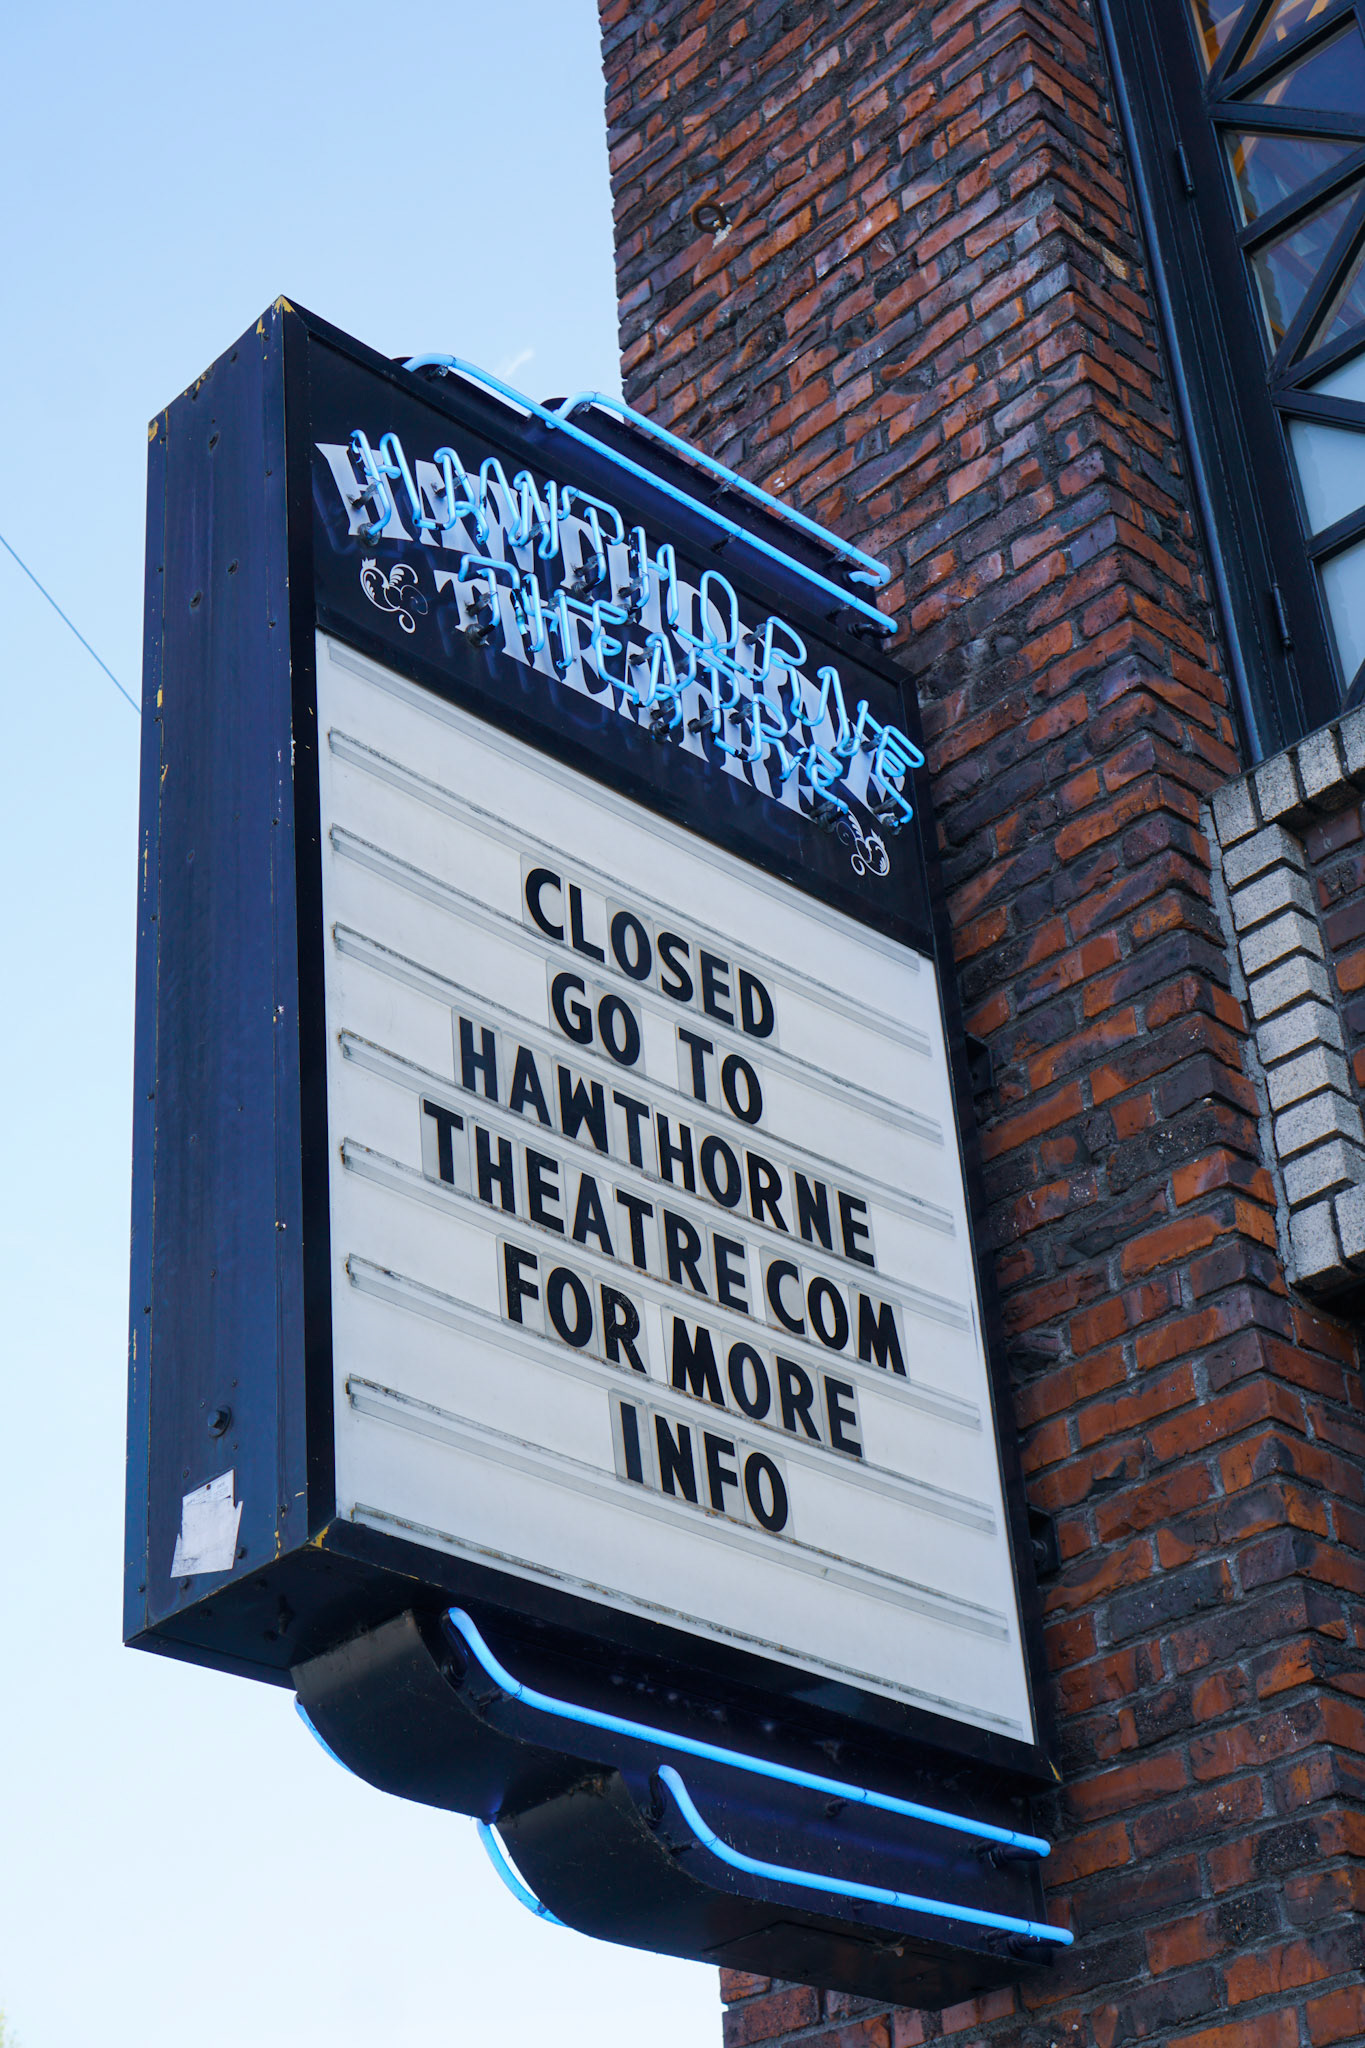 HAWTHORNE
THEATRE
CLOSED
GO TO
HAWTHORNE
THEATRE COM
FOR MORE
INFO